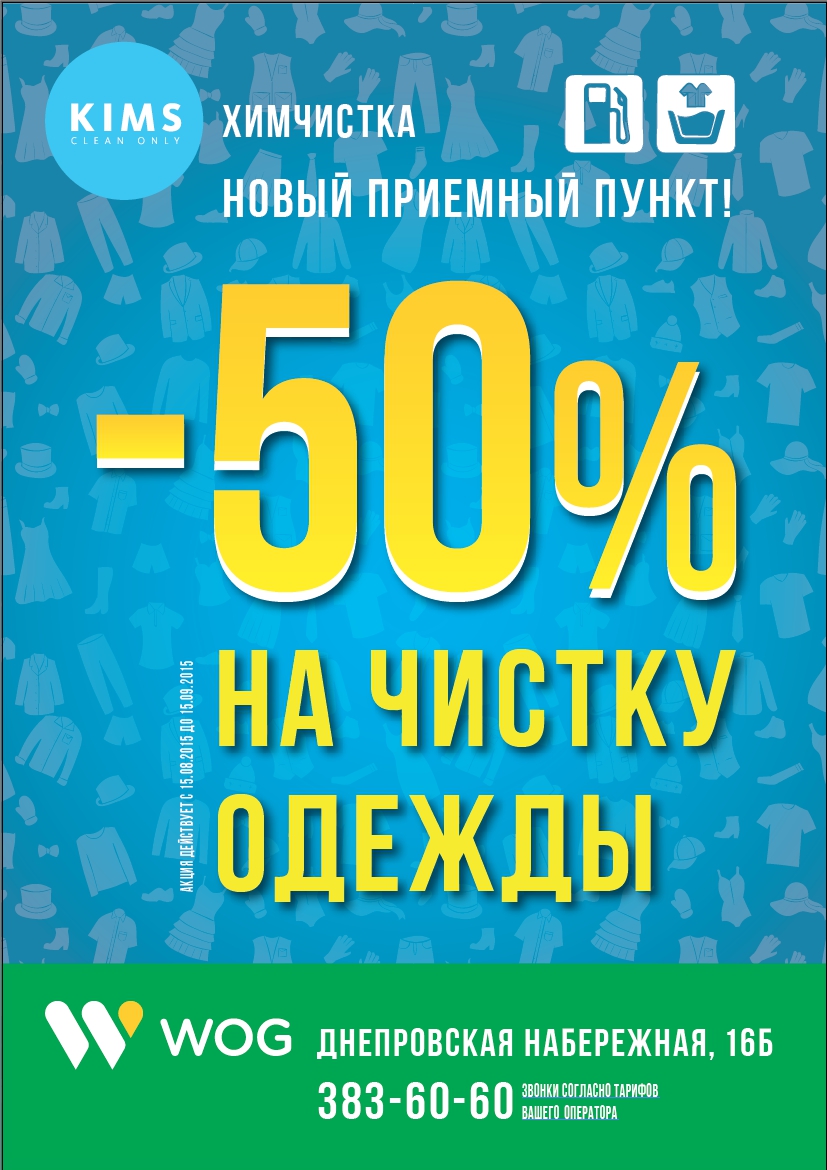 KIMS
CLEAN ONLY
ХИМЧИСТКА
НОВЫЙ ПРИЕМНЫЙ ПУНКТ!
-50%
НА ЧИСТКУ
ОДЕЖДЫ
АКЦИЯ ДЕЙСТВУЕТ С 15.08.2015 ДО 15.09.2015
WOG
ДНЕПРОВСКАЯ НАБЕРЕЖНАЯ, 16Б
383-60-60
ЗВОНКИ СОГЛАСНО ТАРИФОВ
ВАШЕГО ОПЕРАТОРА